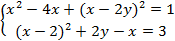 x² − 4x + (x − 2y)² = 1
(x − 2)² + 2y − x = 3